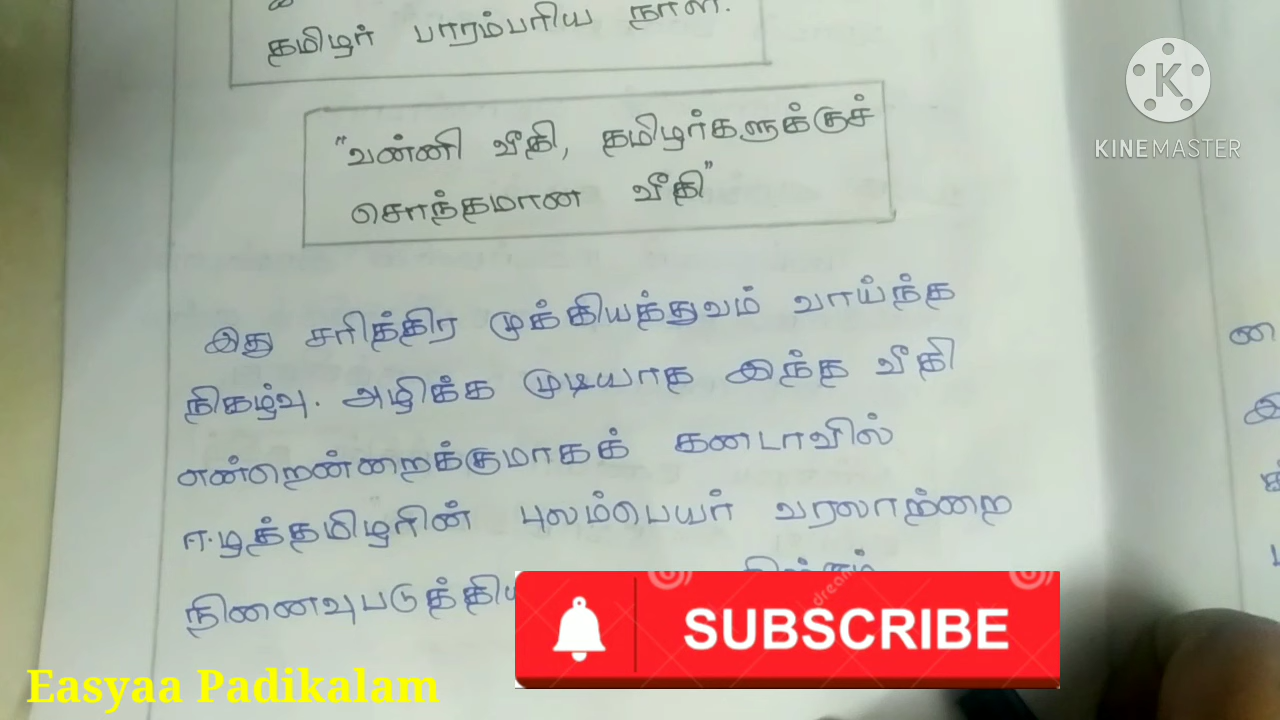 தமிழர் பாரம்பரிய நாள்.
"வன்னி வீதி, தமிழர்களுக்குச்
சொந்தமான வீதி"
இது சரித்திர முக்கியத்துவம் வாய்ந்த
நிகழ்வு. அழிக்க முடியாத இந்த வீதி
என்றென்றைக்குமாகக் கனடாவில்
ஈழத்தமிழரின் புலம்பெயர் வரலாற்றை
K
KINEMASTER
SUBSCRIBE
Easyaa Padikalam